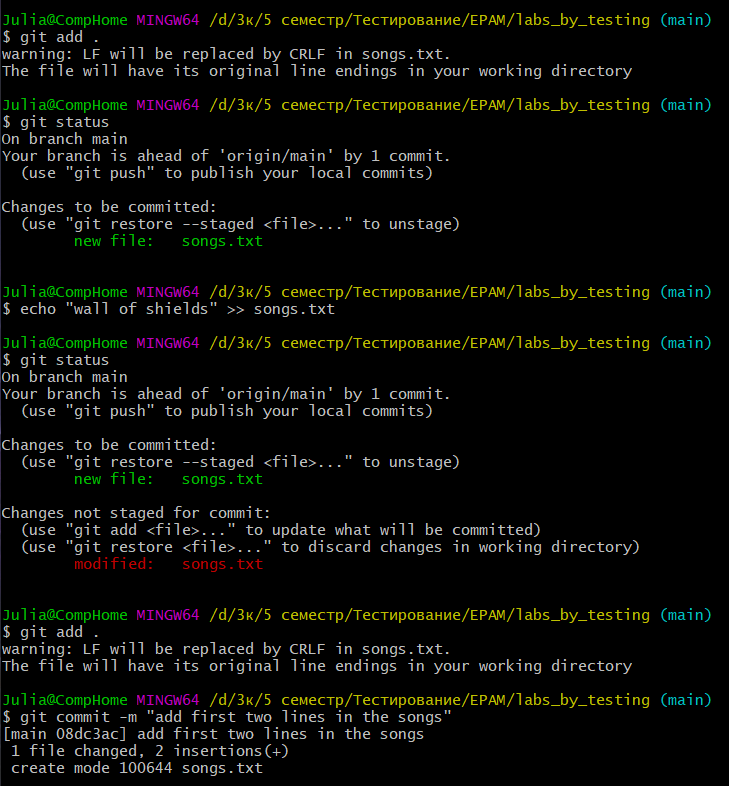 Julia@CompHome MINGW64 /d/3к/5 семестр/Тестирование/EPAM/labs_by_testing (main)
$ git add .
warning: LF will be replaced by CRLF in songs.txt.
The file will have its original line endings in your working directory
Julia@CompHome MINGW64 /d/3к/5 семестр/Тестирование/EPAM/labs_by_testing (main)
$ git status
On branch main
Your branch is ahead of 'origin/main' by 1 commit.
  (use "git push" to publish your local commits)
Changes to be committed:
  (use "git restore --staged <file>..." to unstage)
        new file:   songs.txt
Julia@CompHome MINGW64 /d/3к/5 семестр/Тестирование/EPAM/labs_by_testing (main)
$ echo "wall of shields" >> songs.txt
Julia@CompHome MINGW64 /d/3к/5 семестр/Тестирование/EPAM/labs_by_testing (main)
$ git status
On branch main
Your branch is ahead of 'origin/main' by 1 commit.
  (use "git push" to publish your local commits)
Changes to be committed:
  (use "git restore --staged <file>..." to unstage)
        new file:   songs.txt
Changes not staged for commit:
  (use "git add <file>..." to update what will be committed)
  (use "git restore <file>..." to discard changes in working directory)
        modified:   songs.txt
Julia@CompHome MINGW64 /d/3к/5 семестр/Тестирование/EPAM/labs_by_testing (main)
$ git add .
warning: LF will be replaced by CRLF in songs.txt.
The file will have its original line endings in your working directory
Julia@CompHome MINGW64 /d/3к/5 семестр/Тестирование/EPAM/labs_by_testing (main)
$ git commit -m "add first two lines in the songs"
[main 08dc3ac] add first two lines in the songs
 1 file changed, 2 insertions(+)
 create mode 100644 songs.txt